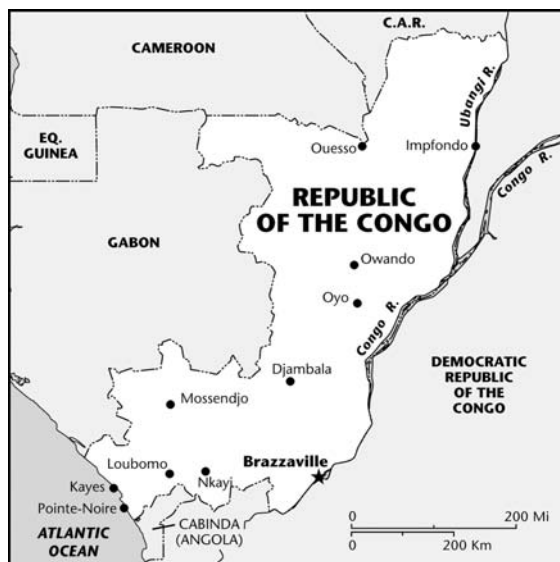 C.A.R.
CAMEROON
Ubangi R.
EQ.
GUINEA
Ouesso
Impfondo
Congo R.
REPUBLIC
OF THE CONGO
GABON
Owando
Oyo
Congo R.
DEMOCRATIC
REPUBLIC
OF THE
CONGO
Djambala
Mossendjo
Loubomo
Nkayi
Brazzaville
Kayes
Pointe-Noire
CABINDA
(ANGOLA)
ATLANTIC
OCEAN
0 200 Mi
0 200 Km